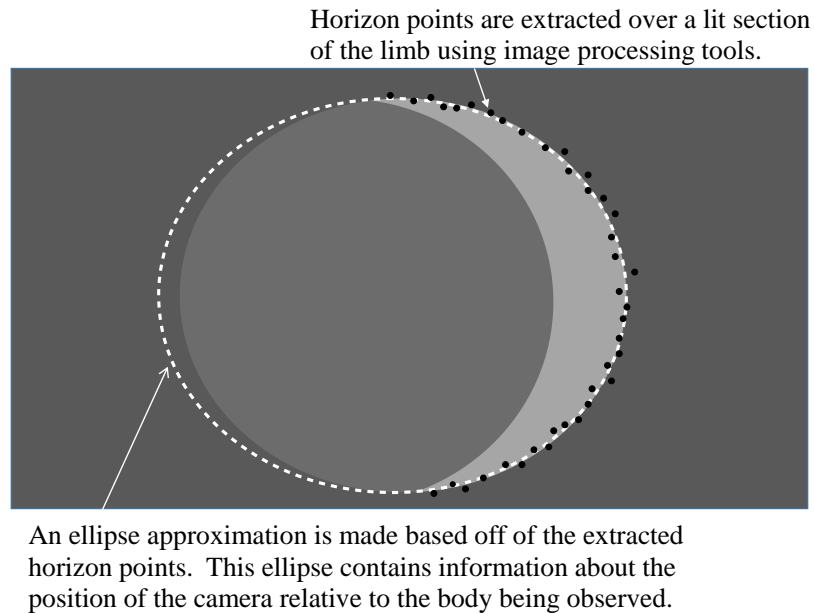 Horizon points are extracted over a lit section
of the limb using image processing tools.
An ellipse approximation is made based off of the extracted
horizon points.  This ellipse contains information about the
position of the camera relative to the body being observed.